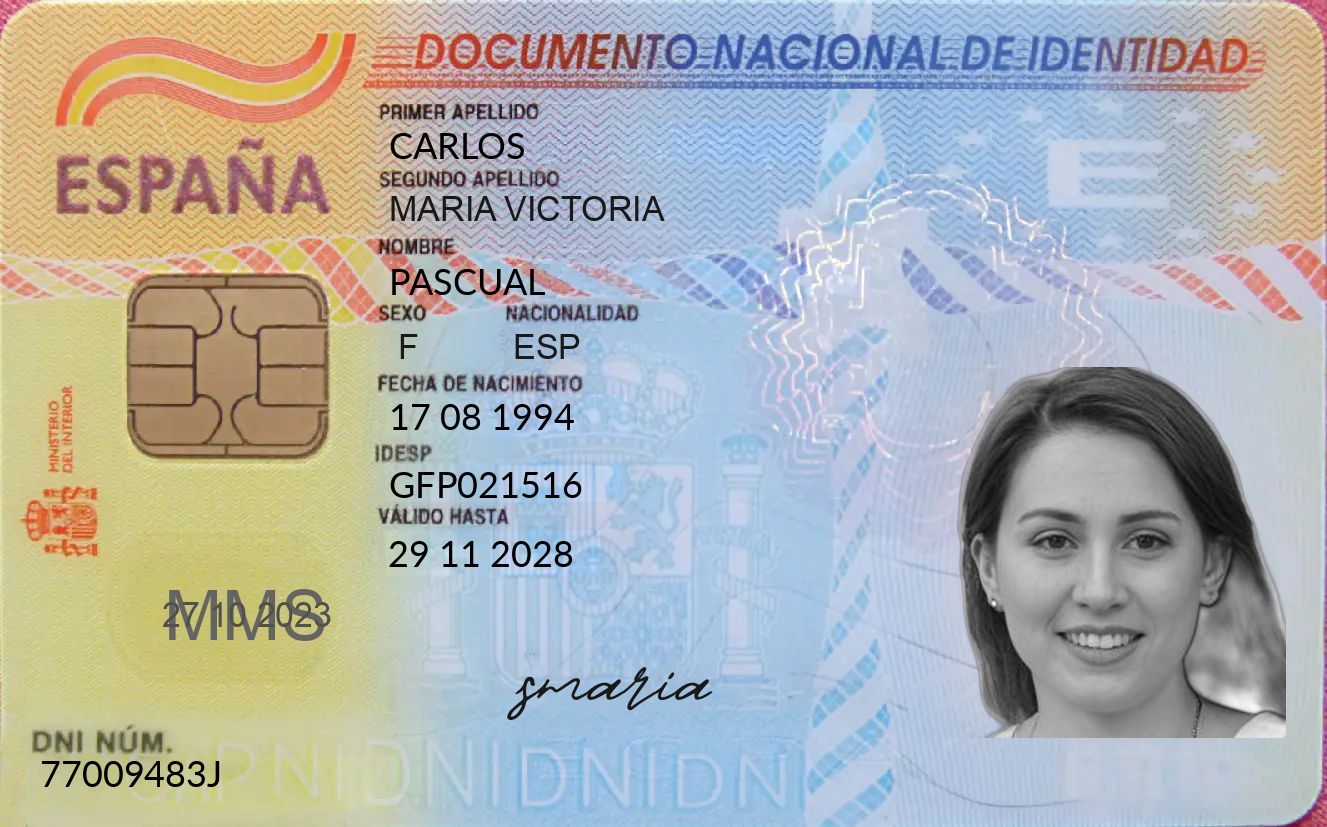 DOCUMENTO NACIONAL DE IDENTIDAD
ESPAÑA
PRIMER APELLIDO
CARLOS
SEGUNDO APELLIDO
MARIA VICTORIA
NOMBRE
PASCUAL
SEXO NACIONALIDAD
F ESP
FECHA DE NACIMIENTO
17 08 1994
IDESP
GFP021516
VÁLIDO HASTA
29 11 2028
MINISTERIO
DEL INTERIOR
E
MMS
27 10 2023
smaria
DNI NÚM.
77009483J
DNIDNIDNIDN